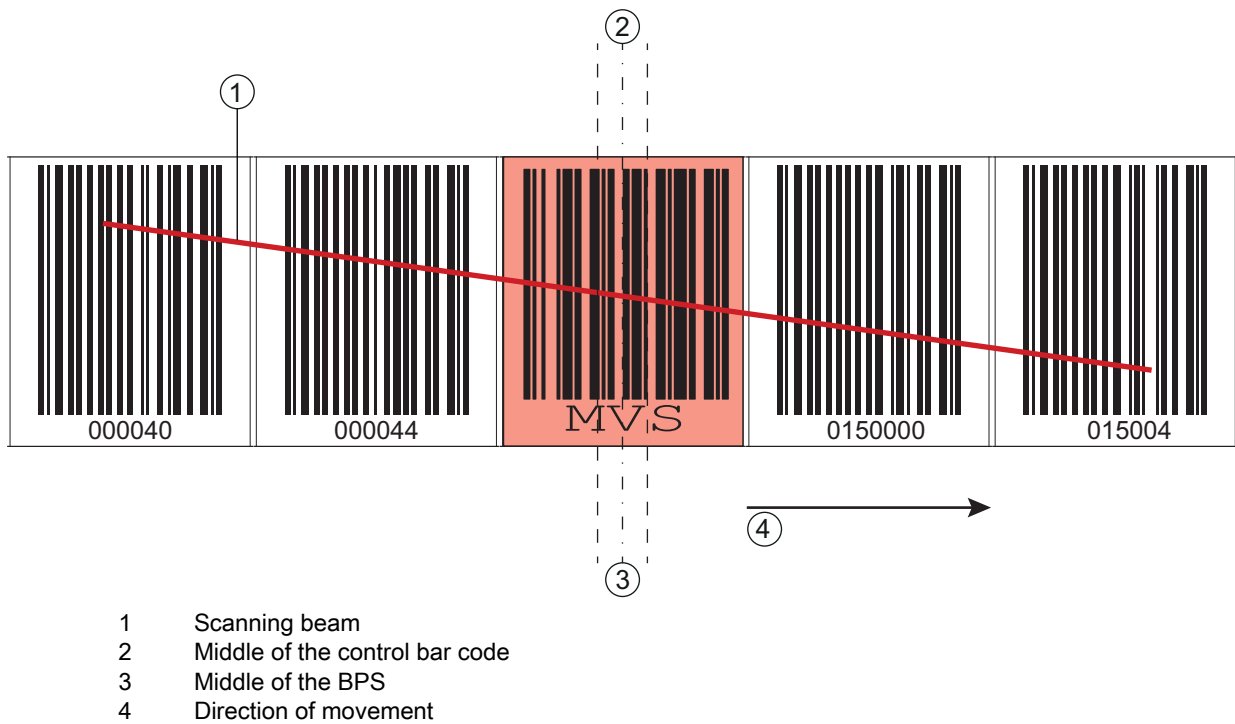 2
1
000040 000044 MVS 0150000 015004
4
3
1 Scanning beam
2 Middle of the control bar code
3 Middle of the BPS
4 Direction of movement